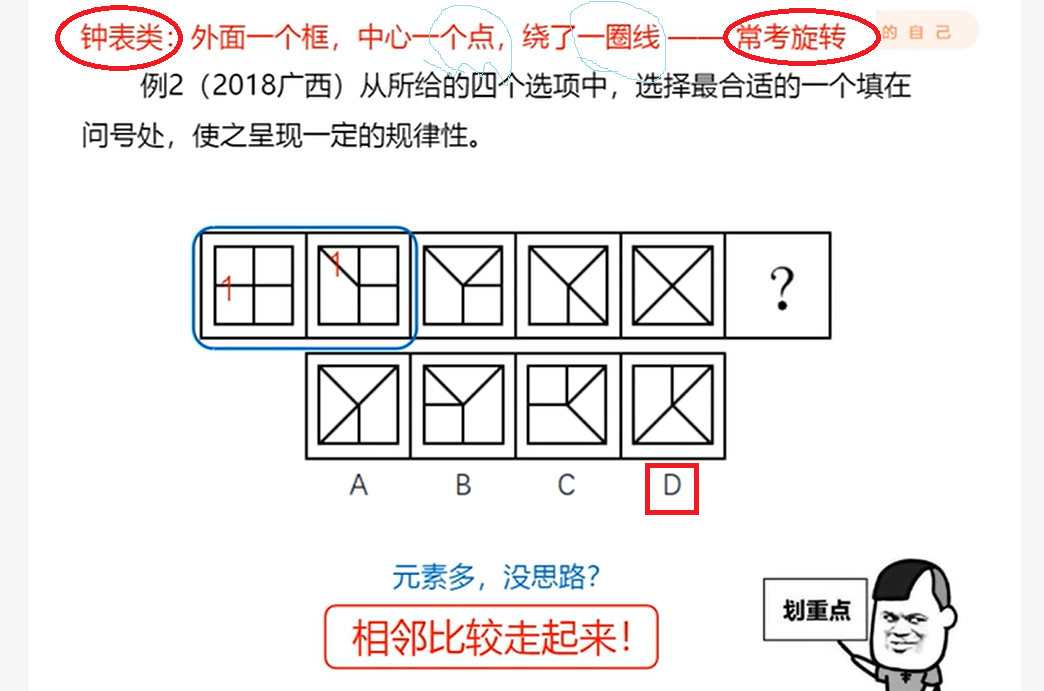 钟表类：外面一个框，中心一个点，绕了一圈线 —— 常考旋转
的自己
例2（2018广西）从所给的四个选项中，选择最合适的一个填在
问号处，使之呈现一定的规律性。
1 1 ?
A B C D
元素多，没思路？
相邻比较走起来！
划重点